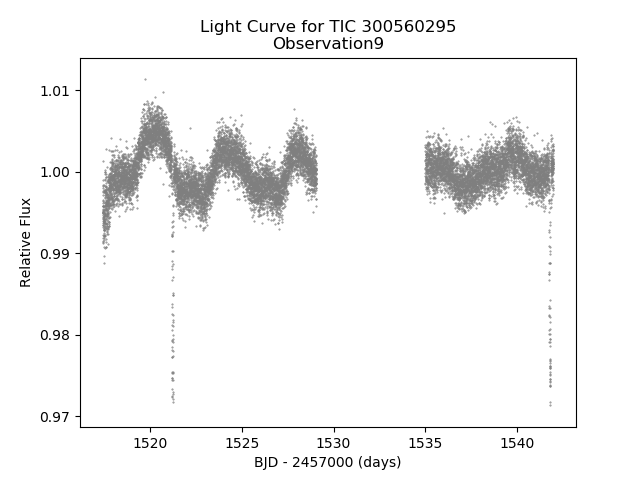 Light Curve for TIC 300560295
Observation9
1.01
1.00
0.99
0.98
0.97
Relative Flux
1520
1525
1530
1535
1540
BJD - 2457000 (days)